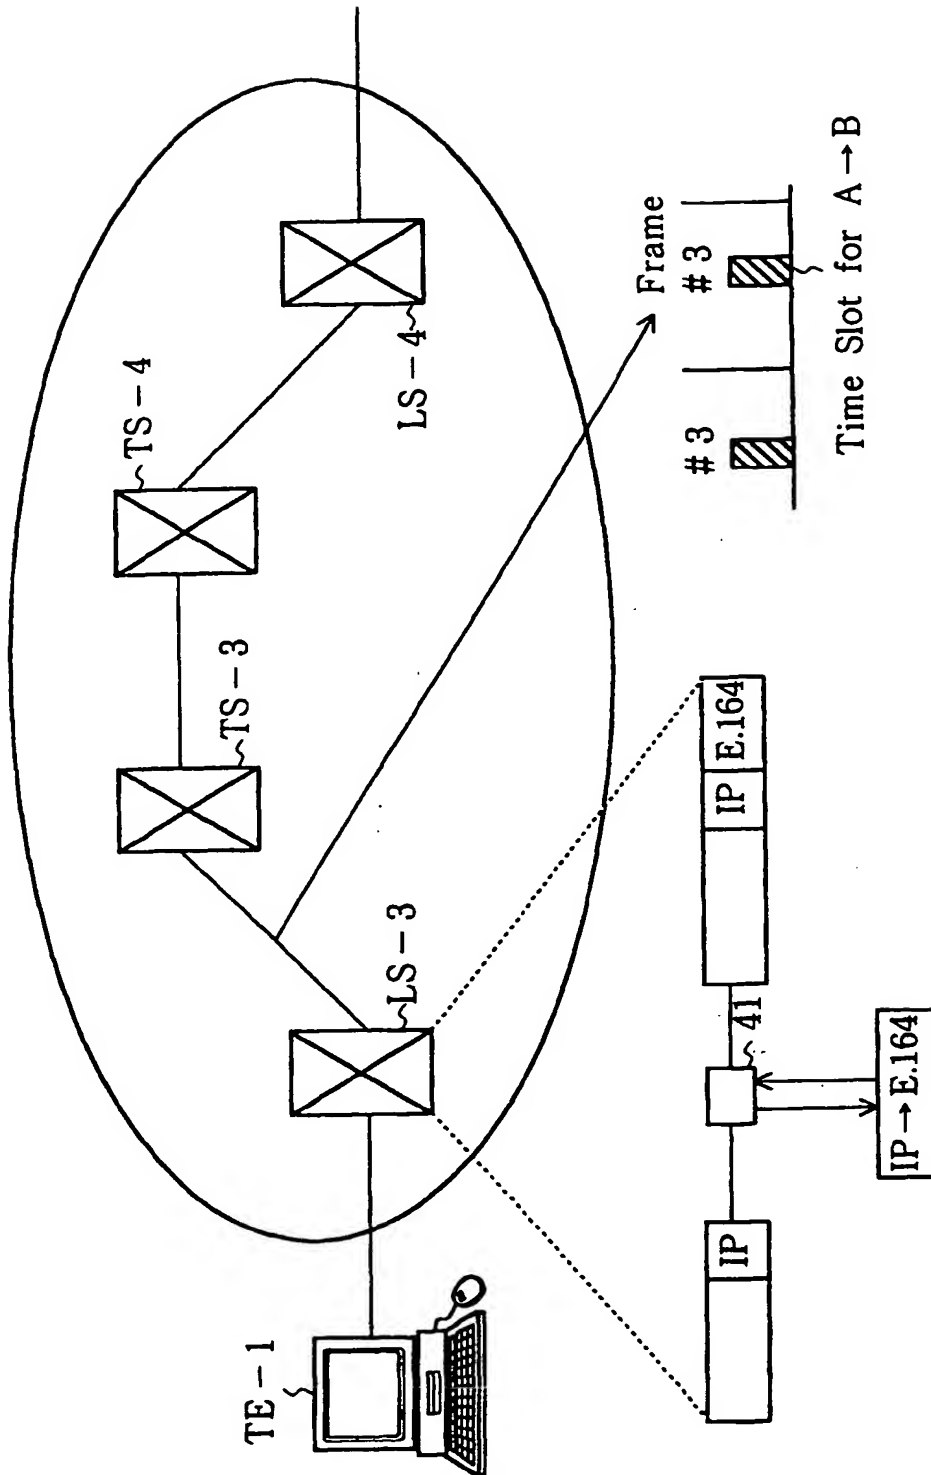 TE-1
LS-3
TS-3
TS-4
LS-4
Frame
#3
#3
Time Slot for A→B
IP
41
IP→E.164
IP
E.164